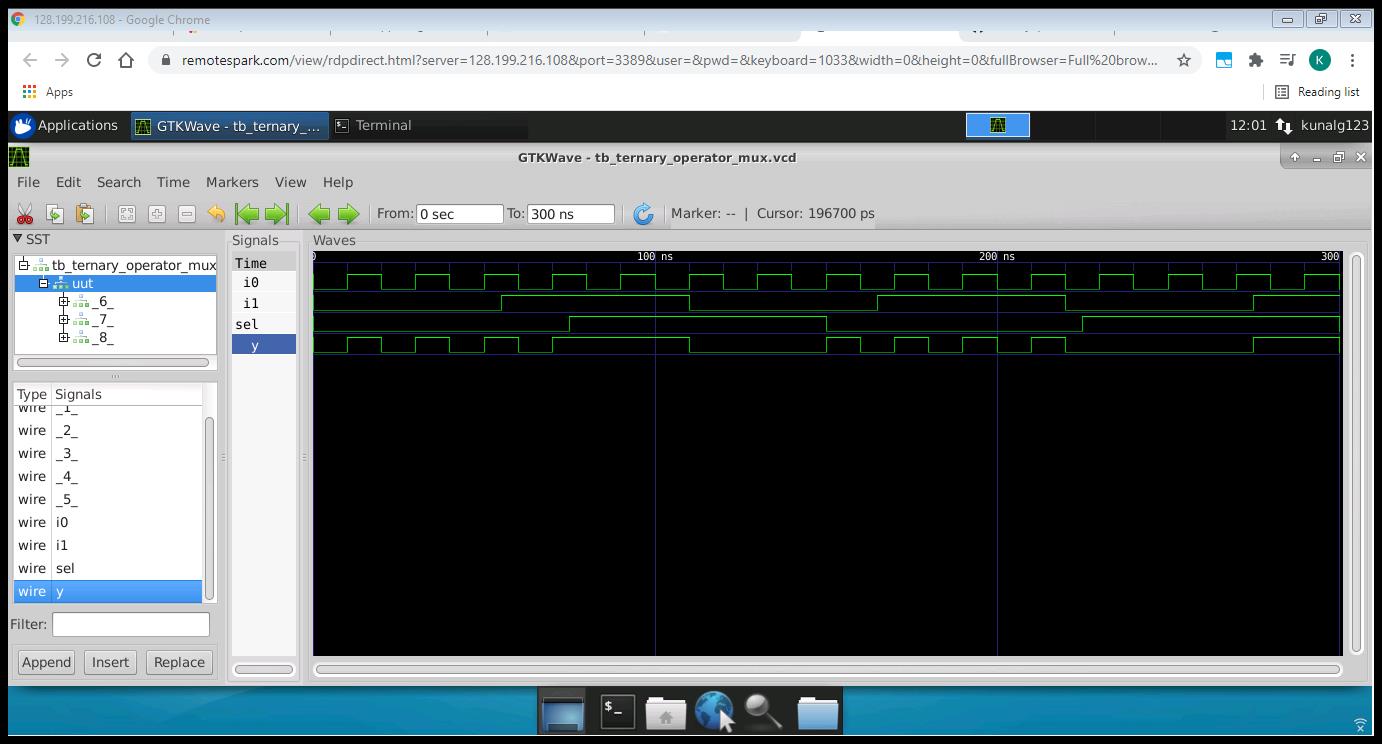 128.199.216.108 - Google Chrome
remotespark.com/view/rdpdirect.html?server=128.199.216.108&port=3389&user=&pwd=&keyboard=1033&width=0&height=0&fullBrowser=Full%20brow...
K
Apps
Reading list
Applications
GTKWave - tb_ternary_...
Terminal
12:01
kunalg123
GTKWave - tb_ternary_operator_mux.vcd
File Edit Search Time Markers View Help
From: 0 sec To: 300 ns Marker: -- | Cursor: 196700 ps
SST
tb_ternary_operator_mux
uut
_6_
_7_
_8_
Type Signals
wire _1_
wire _2_
wire _3_
wire _4_
wire _5_
wire i0
wire i1
wire sel
wire y
Filter:
Append Insert Replace
Signals
Time
i0
i1
sel
y
Waves
0 100 ns 200 ns 300
$_